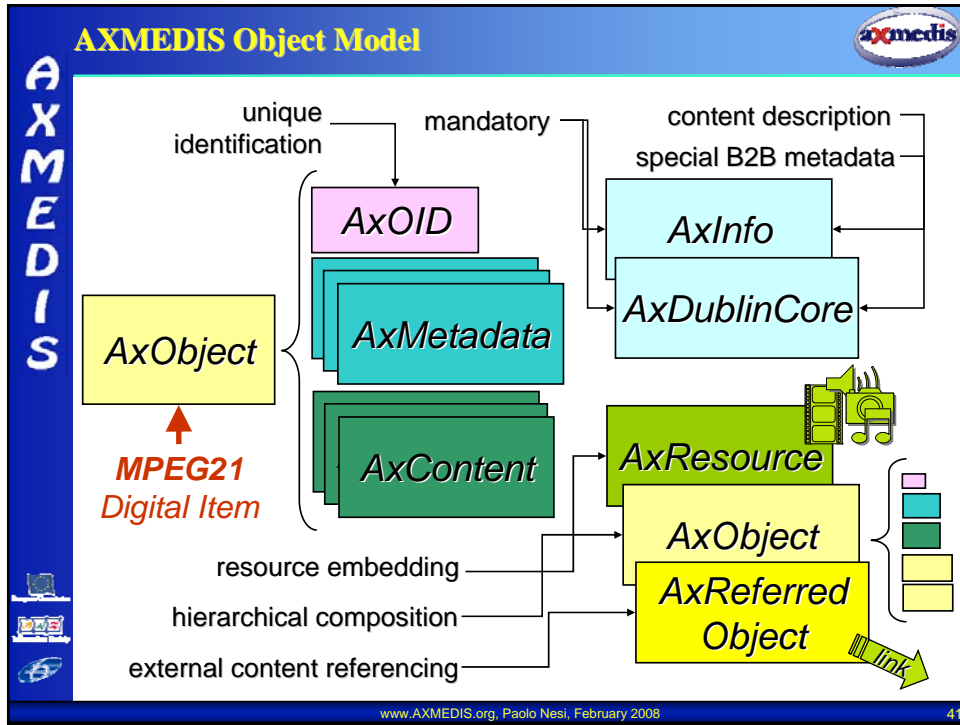 AXMEDIS Object Model
axmedis
AXMEDIS
unique
identification
mandatory
content description
special B2B metadata
AxOID
AxInfo
AxDublinCore
AxMetadata
AxObject
AxContent
MPEG21
Digital Item
AxResource
AxObject
AxReferred
Object
resource embedding
hierarchical composition
external content referencing
link
www.AXMEDIS.org, Paolo Nesi, February 2008
41